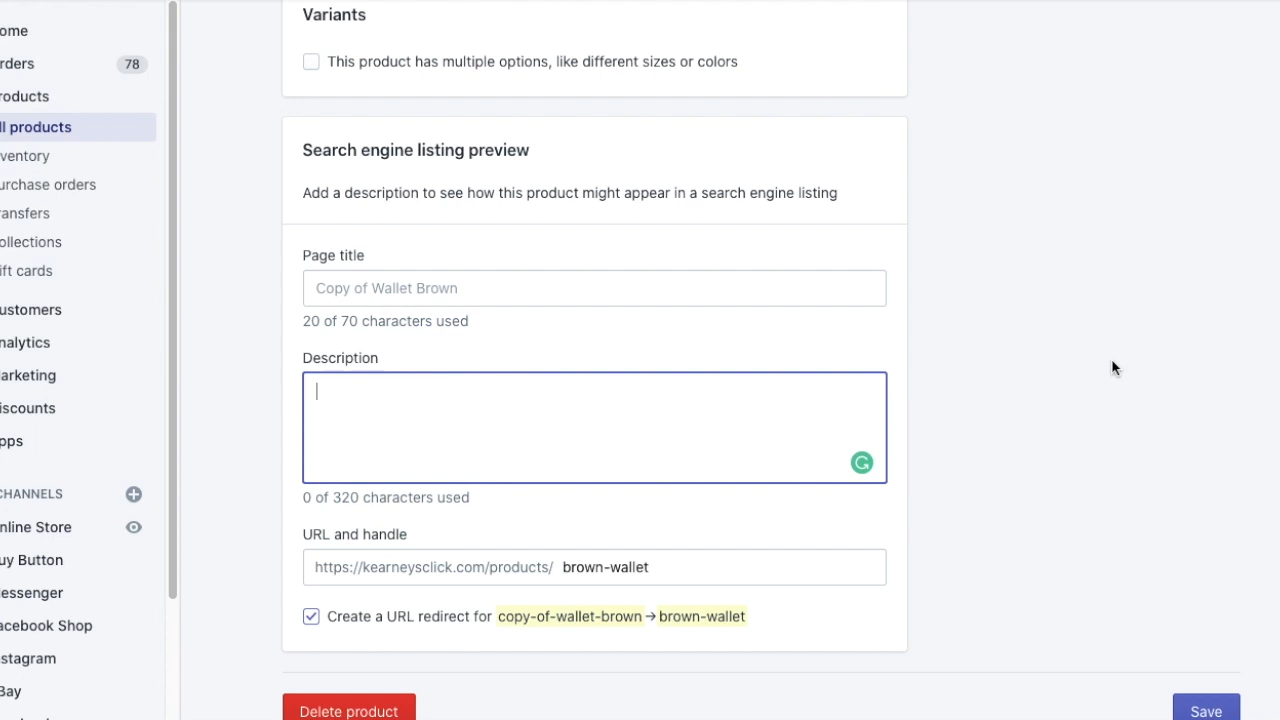 ome
rders
78
roducts
ll products
ventory
urchase orders
ransfers
ollections
ift cards
ustomers
nalytics
arketing
iscounts
pps
CHANNELS
nline Store
uy Button
essenger
acebook Shop
nstagram
Bay
Variants
This product has multiple options, like different sizes or colors
Search engine listing preview
Add a description to see how this product might appear in a search engine listing
Page title
Copy of Wallet Brown
20 of 70 characters used
Description
0 of 320 characters used
URL and handle
https://kearneysclick.com/products/ brown-wallet
Create a URL redirect for copy-of-wallet-brown → brown-wallet
Delete product
Save